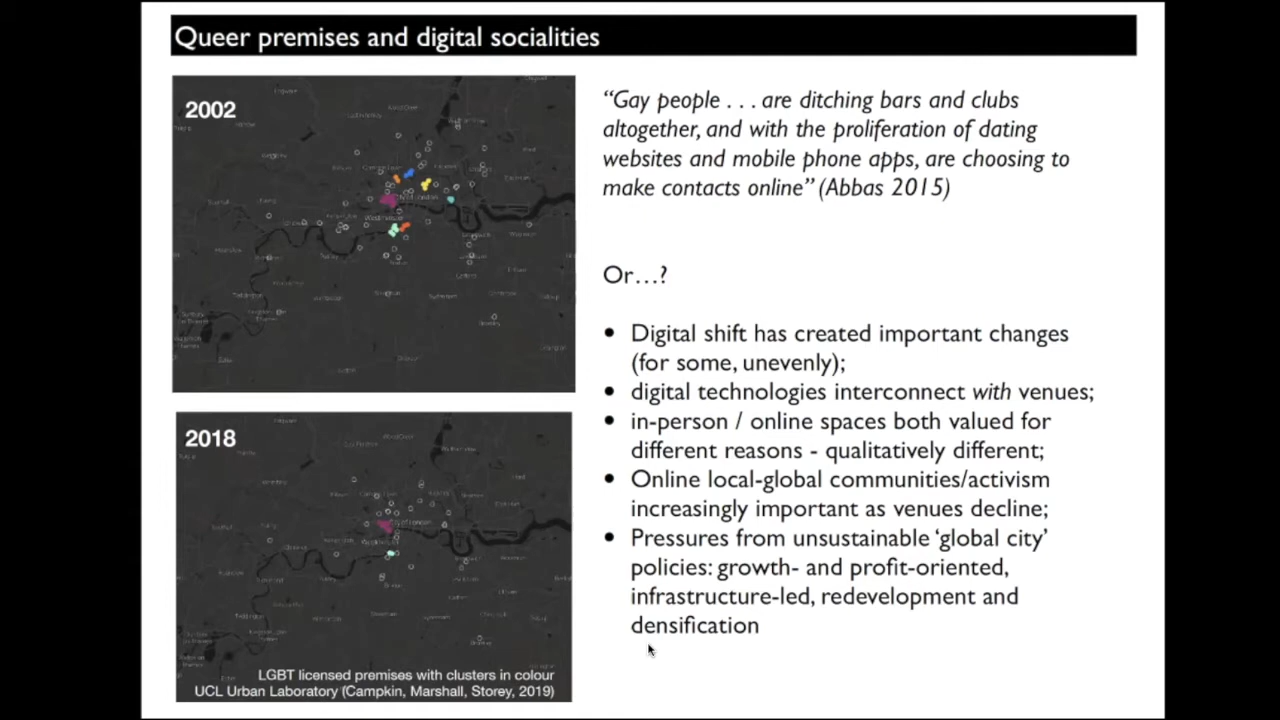 Queer premises and digital socialities
2002
“Gay people . . . are ditching bars and clubs
altogether, and with the proliferation of dating
websites and mobile phone apps, are choosing to
make contacts online” (Abbas 2015)
Or…?
• Digital shift has created important changes
(for some, unevenly);
• digital technologies interconnect with venues;
• in-person / online spaces both valued for
different reasons - qualitatively different;
• Online local-global communities/activism
increasingly important as venues decline;
• Pressures from unsustainable ‘global city’
policies: growth- and profit-oriented,
infrastructure-led, redevelopment and
densification
2018
LGBT licensed premises with clusters in colour
UCL Urban Laboratory (Campkin, Marshall, Storey, 2019)